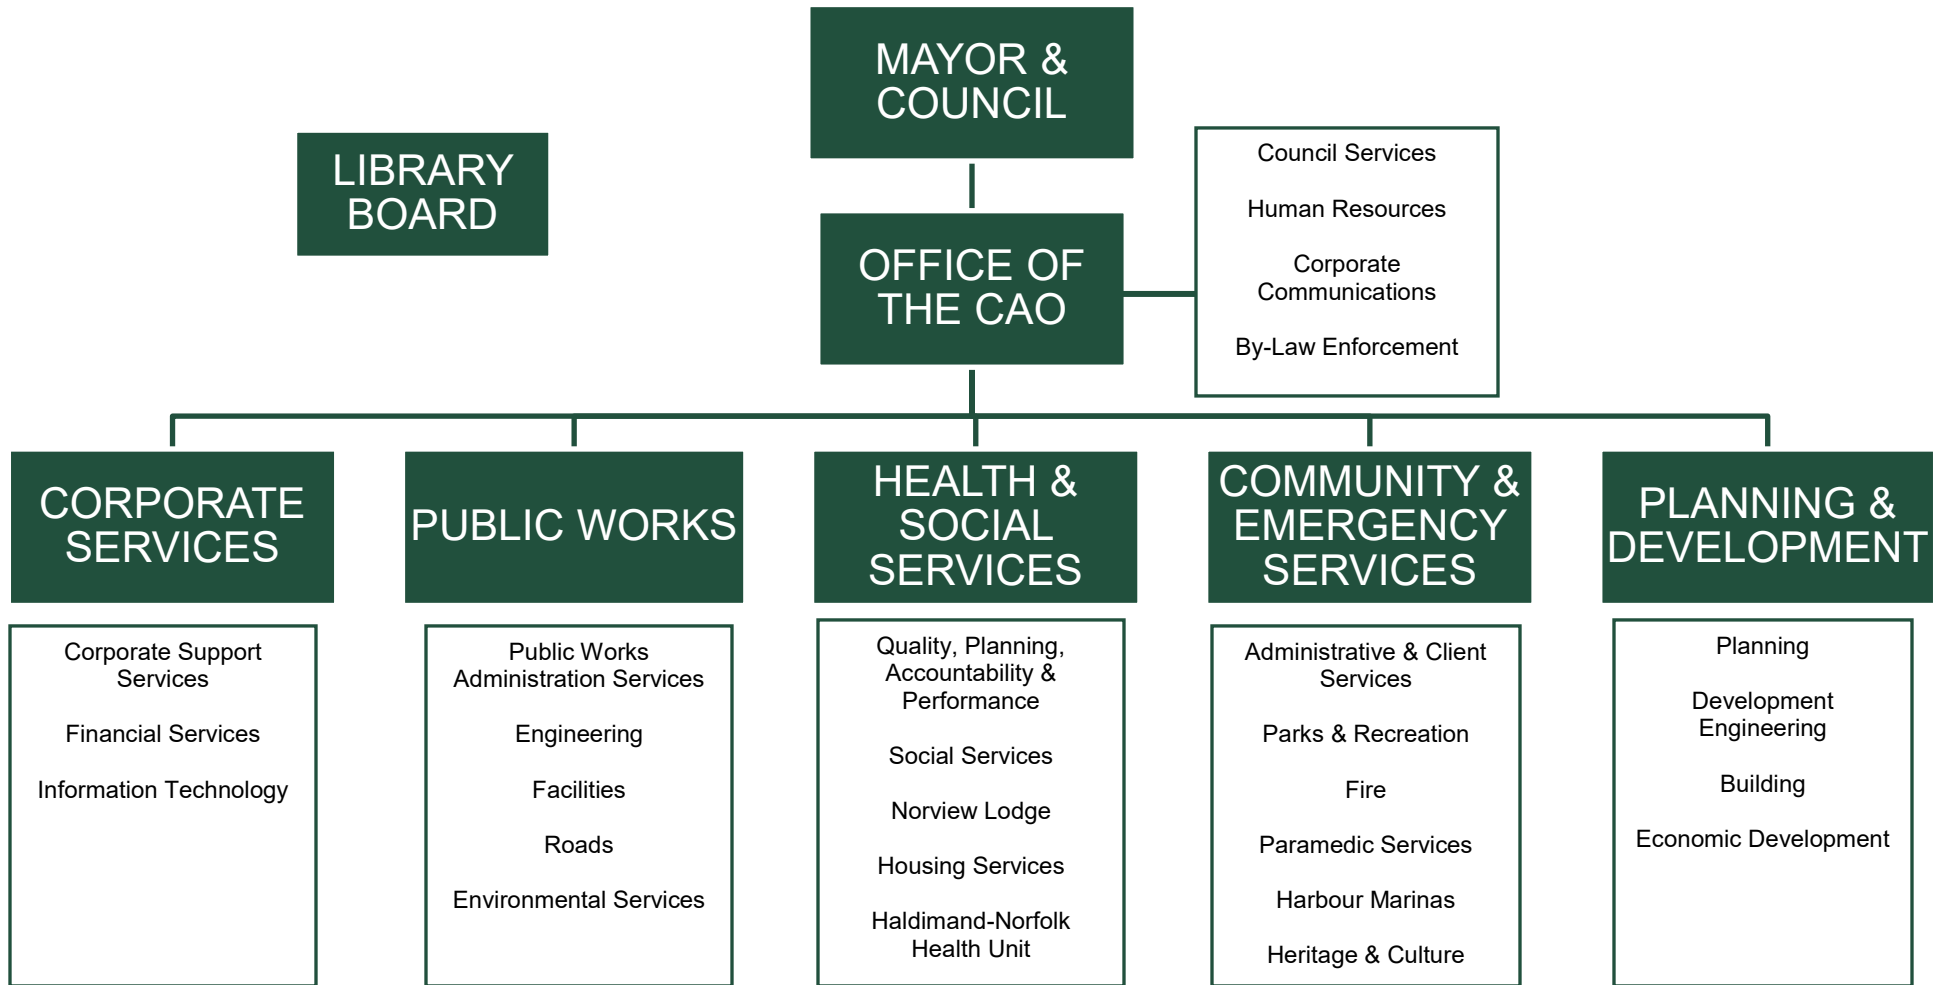 MAYOR &
COUNCIL
LIBRARY
BOARD
OFFICE OF
THE CAO
Council Services
Human Resources
Corporate
Communications
By-Law Enforcement
CORPORATE
SERVICES
Corporate Support
Services
Financial Services
Information Technology
PUBLIC WORKS
Public Works
Administration Services
Engineering
Facilities
Roads
Environmental Services
HEALTH &
SOCIAL
SERVICES
Quality, Planning,
Accountability &
Performance
Social Services
Norview Lodge
Housing Services
Haldimand-Norfolk
Health Unit
COMMUNITY &
EMERGENCY
SERVICES
Administrative & Client
Services
Parks & Recreation
Fire
Paramedic Services
Harbour Marinas
Heritage & Culture
PLANNING &
DEVELOPMENT
Planning
Development
Engineering
Building
Economic Development